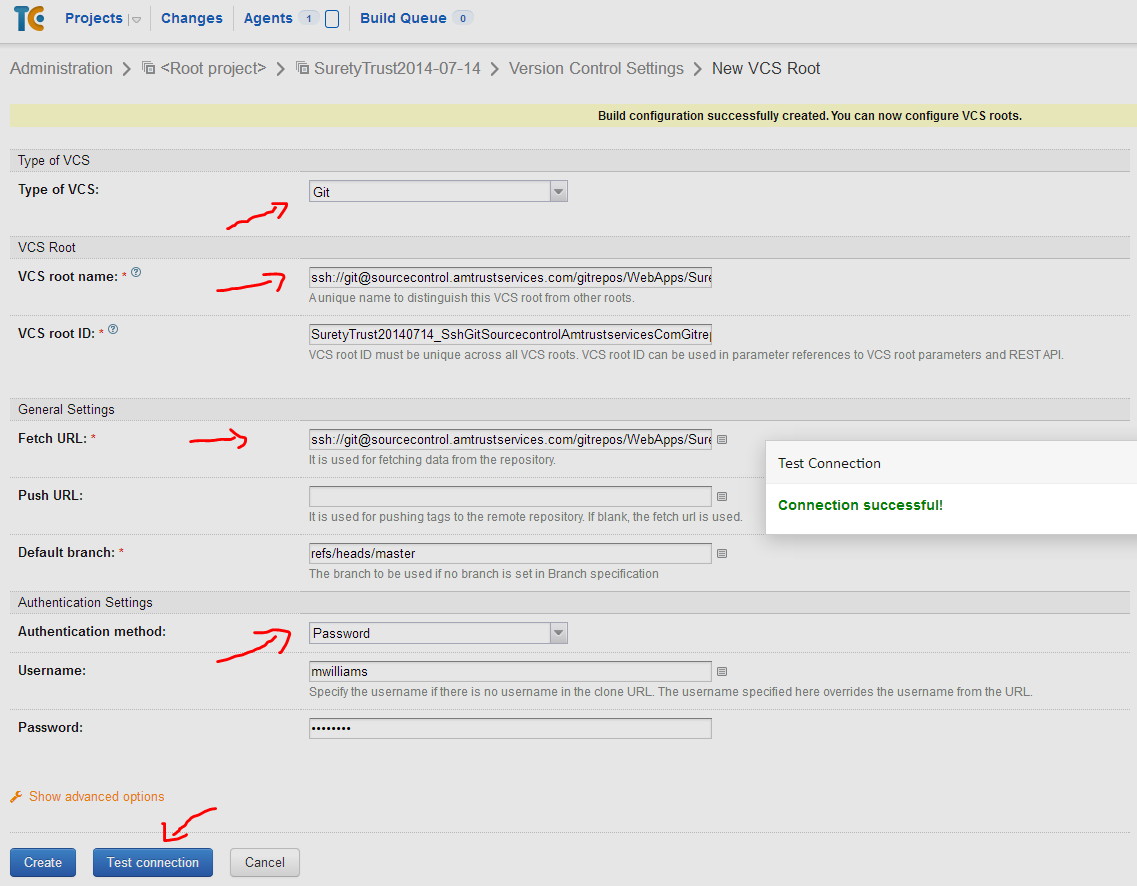 TC Projects Changes Agents 1 Build Queue 0
Administration <Root project> SuretyTrust2014-07-14 Version Control Settings New VCS Root
Build configuration successfully created. You can now configure VCS roots.
Type of VCS
Type of VCS: Git
VCS Root
VCS root name: * ? ssh://git@sourcecontrol.amtrustservices.com/gitrepos/WebApps/Sure
A unique name to distinguish this VCS root from other roots.
VCS root ID: * ? SuretyTrust20140714_SshGitSourcecontrolAmtrustservicesComGitrep
VCS root ID must be unique across all VCS roots. VCS root ID can be used in parameter references to VCS root parameters and REST API.
General Settings
Fetch URL: * ssh://git@sourcecontrol.amtrustservices.com/gitrepos/WebApps/Sure
It is used for fetching data from the repository.
Test Connection
Push URL:
Connection successful!
It is used for pushing tags to the remote repository. If blank, the fetch url is used.
Default branch: * refs/heads/master
The branch to be used if no branch is set in Branch specification
Authentication Settings
Authentication method: Password
Username: mwilliams
Specify the username if there is no username in the clone URL. The username specified here overrides the username from the URL.
Password: ••••••••
Show advanced options
Create Test connection Cancel